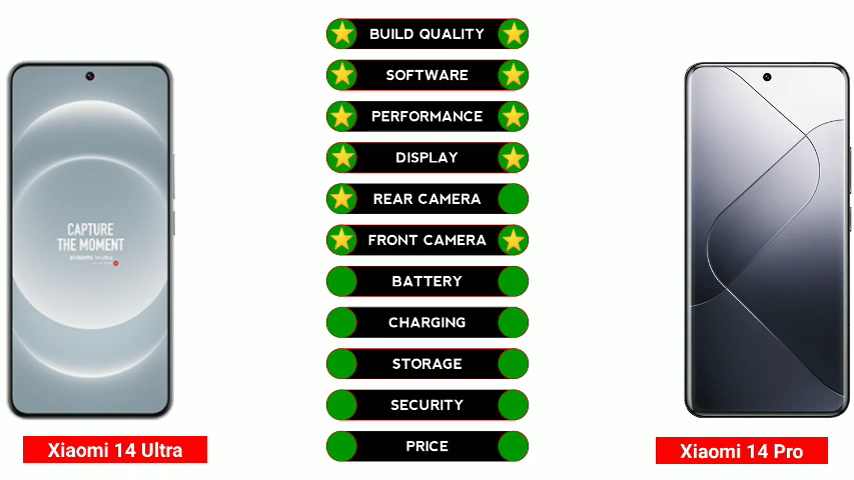 BUILD QUALITY
SOFTWARE
PERFORMANCE
DISPLAY
REAR CAMERA
FRONT CAMERA
BATTERY
CHARGING
STORAGE
SECURITY
PRICE
CAPTURE
THE MOMENT
Xiaomi 14 Ultra
Xiaomi 14 Pro